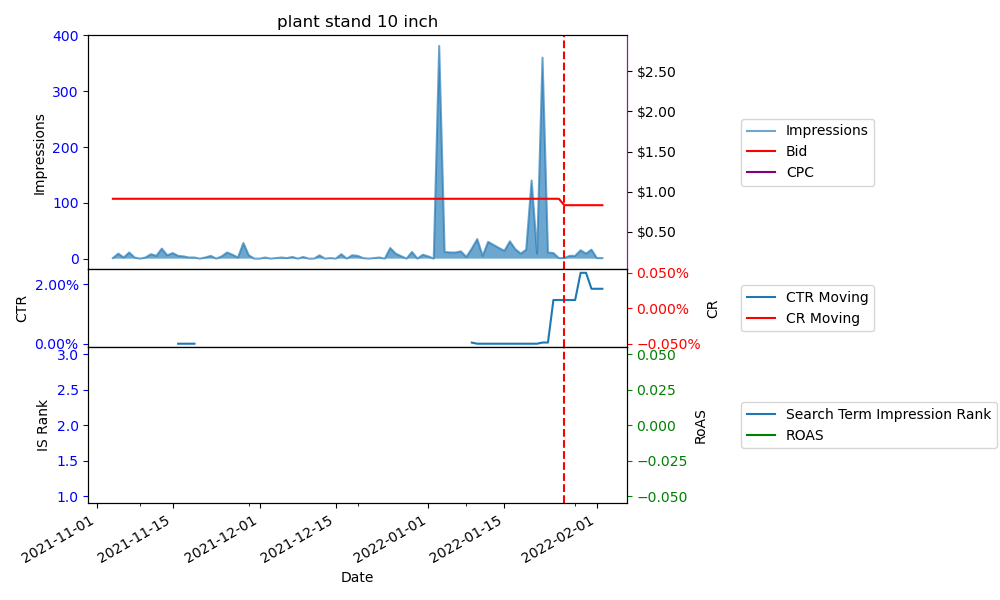 plant stand 10 inch
400
300
200
100
0
Impressions
$2.50
$2.00
$1.50
$1.00
$0.50
Impressions
Bid
CPC
2.00%
0.00%
CTR
0.050%
0.000%
−0.050%
CR
CTR Moving
CR Moving
3.0
2.5
2.0
1.5
1.0
IS Rank
0.050
0.025
0.000
−0.025
−0.050
RoAS
Search Term Impression Rank
ROAS
2021-11-01
2021-11-15
2021-12-01
2021-12-15
2022-01-01
2022-01-15
2022-02-01
Date